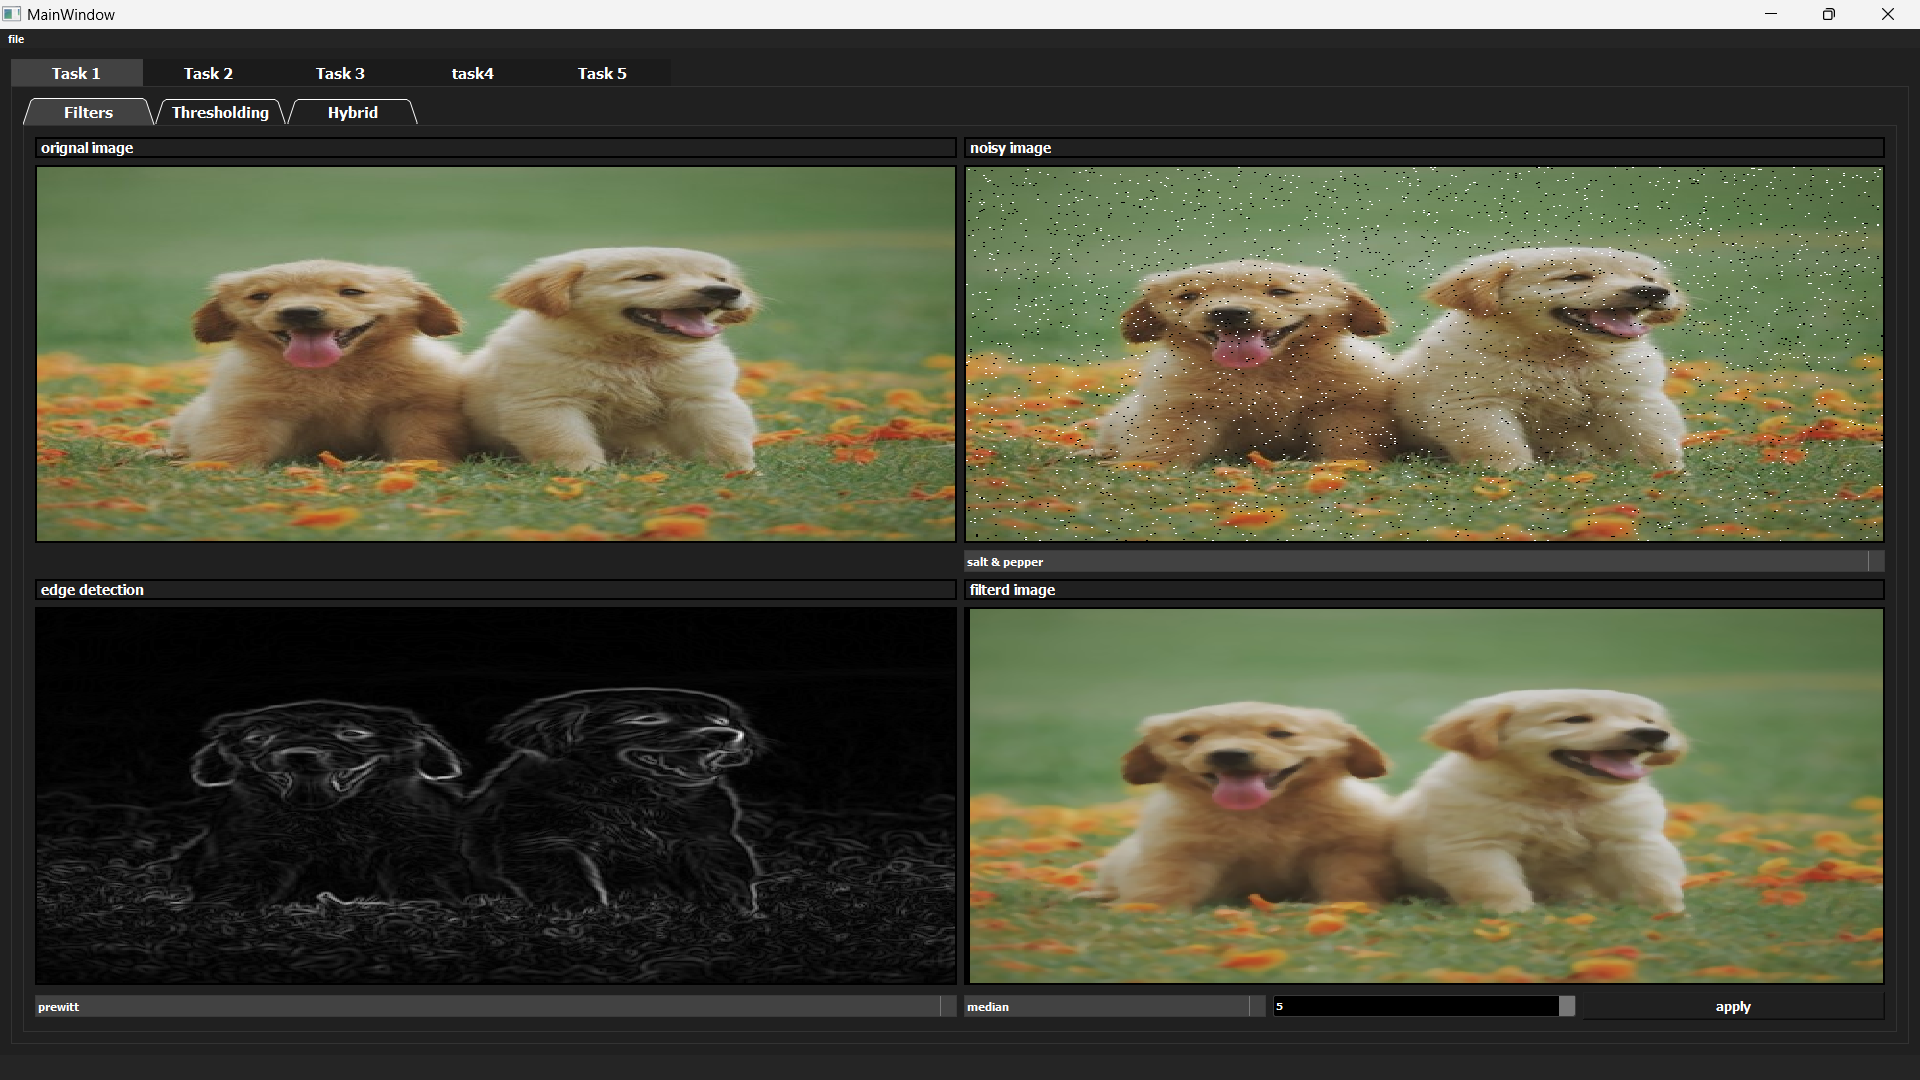 MainWindow
file
Task 1 Task 2 Task 3 task4 Task 5
Filters Thresholding Hybrid
orignal image
noisy image
salt & pepper
edge detection
filterd image
prewitt
median
5
apply